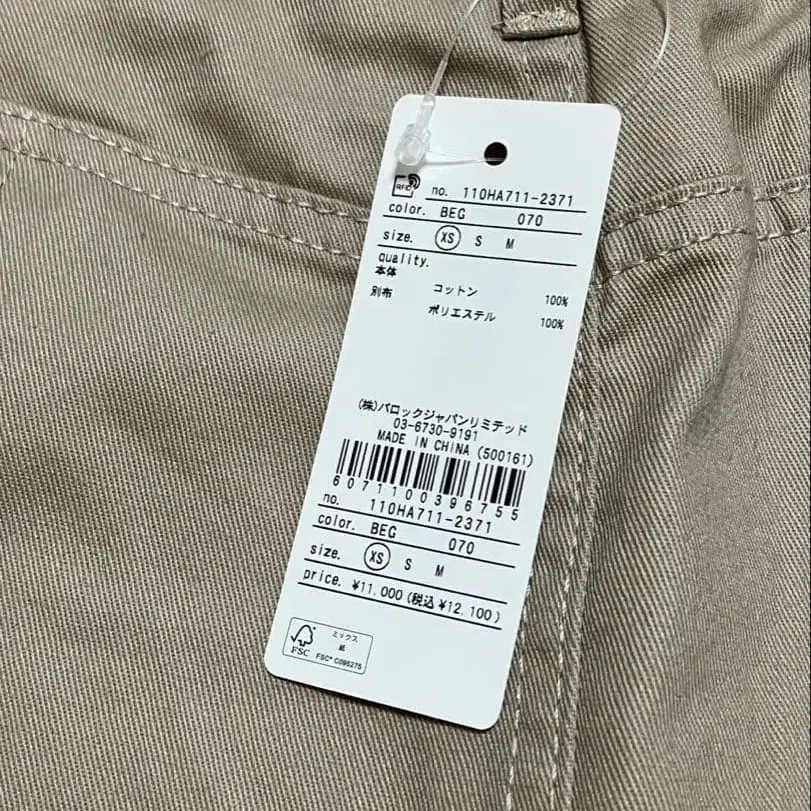 RFID no. 110HA711-2371
color. BEG 070
size. XS S M
quality.
本体 コットン 100%
別布 ポリエステル 100%
(株)バロックジャパンリミテッド
03-6730-9191
MADE IN CHINA (500161)
6071100396755
no. 110HA711-2371
color. BEG 070
size. XS S M
price. ¥11.000(税込¥12.100)
ミックス
紙
FSC FSC® C095275